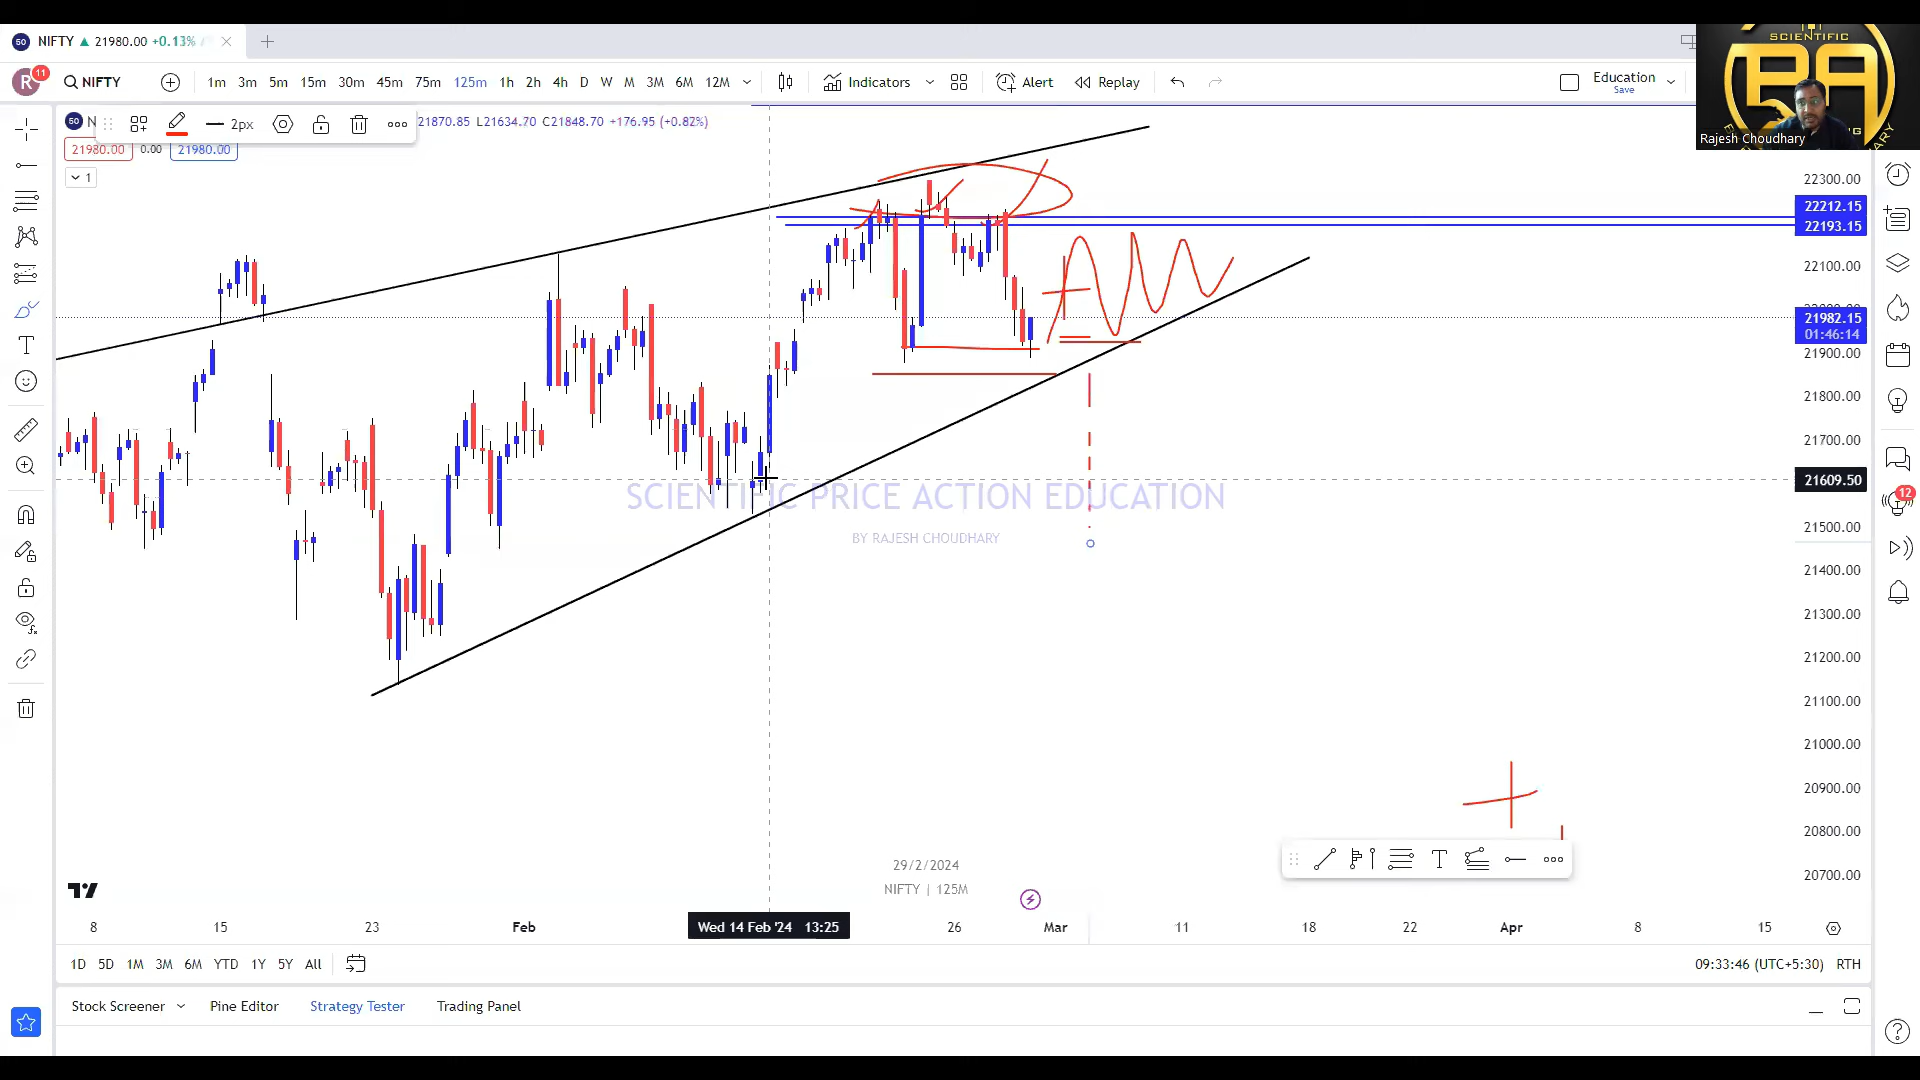 NIFTY 21980.00 +0.13%
SCIENTIFIC
R 11 NIFTY 1m 3m 5m 15m 30m 45m 75m 125m 1h 2h 4h D W M 3M 6M 12M Indicators Alert Replay Education
Save
2px 21870.85 L21634.70 C21848.70 +176.95 (+0.82%)
Rajesh Choudhary
21980.00 0.00 21980.00
1
22300.00
22212.15
22193.15
22100.00
21982.15
01:46:14
21900.00
21800.00
21700.00
21609.50
21500.00
21400.00
21300.00
21200.00
21100.00
21000.00
20900.00
20800.00
20700.00
12
SCIENTIFIC PRICE ACTION EDUCATION
BY RAJESH CHOUDHARY
29/2/2024
NIFTY | 125M
8 15 23 Feb Wed 14 Feb '24 13:25 26 Mar 11 18 22 Apr 8 15
1D 5D 1M 3M 6M YTD 1Y 5Y All 09:33:46 (UTC+5:30) RTH
Stock Screener Pine Editor Strategy Tester Trading Panel